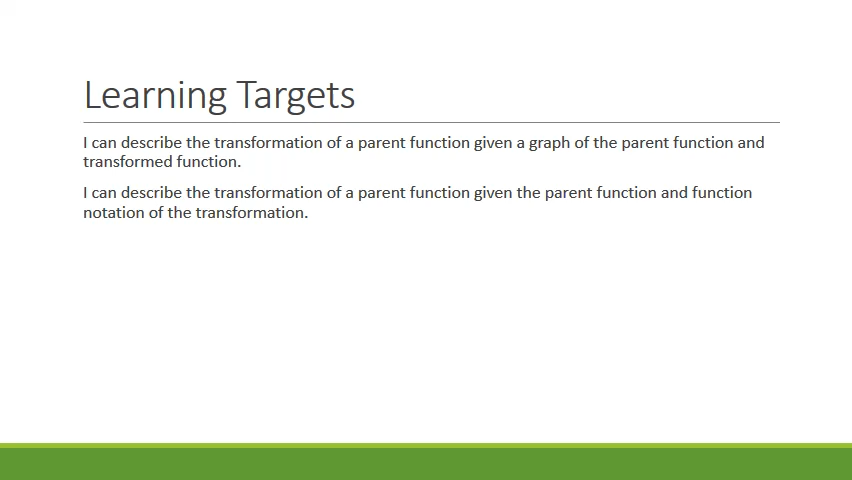 Learning Targets
I can describe the transformation of a parent function given a graph of the parent function and
transformed function.
I can describe the transformation of a parent function given the parent function and function
notation of the transformation.